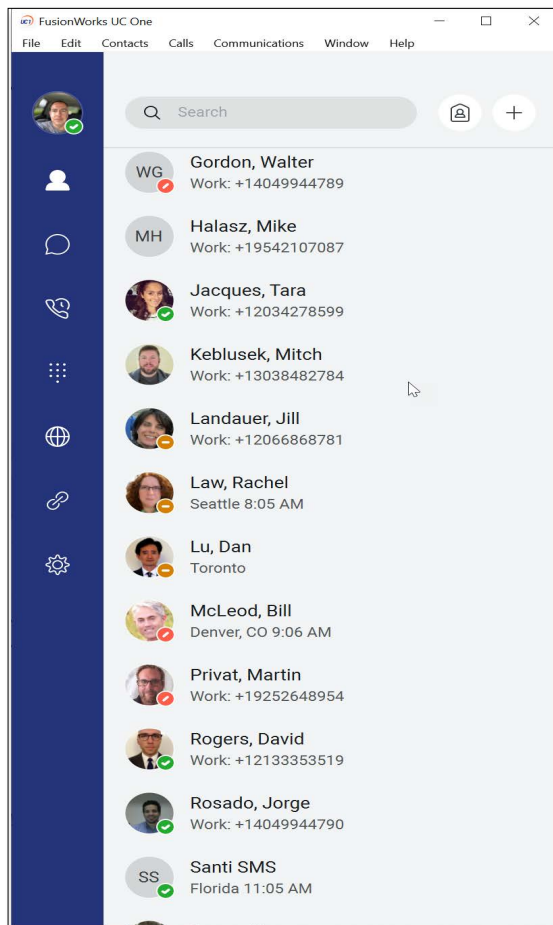 UC1 FusionWorks UC One
File Edit Contacts Calls Communications Window Help
Search
WG Gordon, Walter
Work: +14049944789
MH Halasz, Mike
Work: +19542107087
Jacques, Tara
Work: +12034278599
Keblusek, Mitch
Work: +13038482784
Landauer, Jill
Work: +12066868781
Law, Rachel
Seattle 8:05 AM
Lu, Dan
Toronto
McLeod, Bill
Denver, CO 9:06 AM
Privat, Martin
Work: +19252648954
Rogers, David
Work: +12133353519
Rosado, Jorge
Work: +14049944790
SS Santi SMS
Florida 11:05 AM